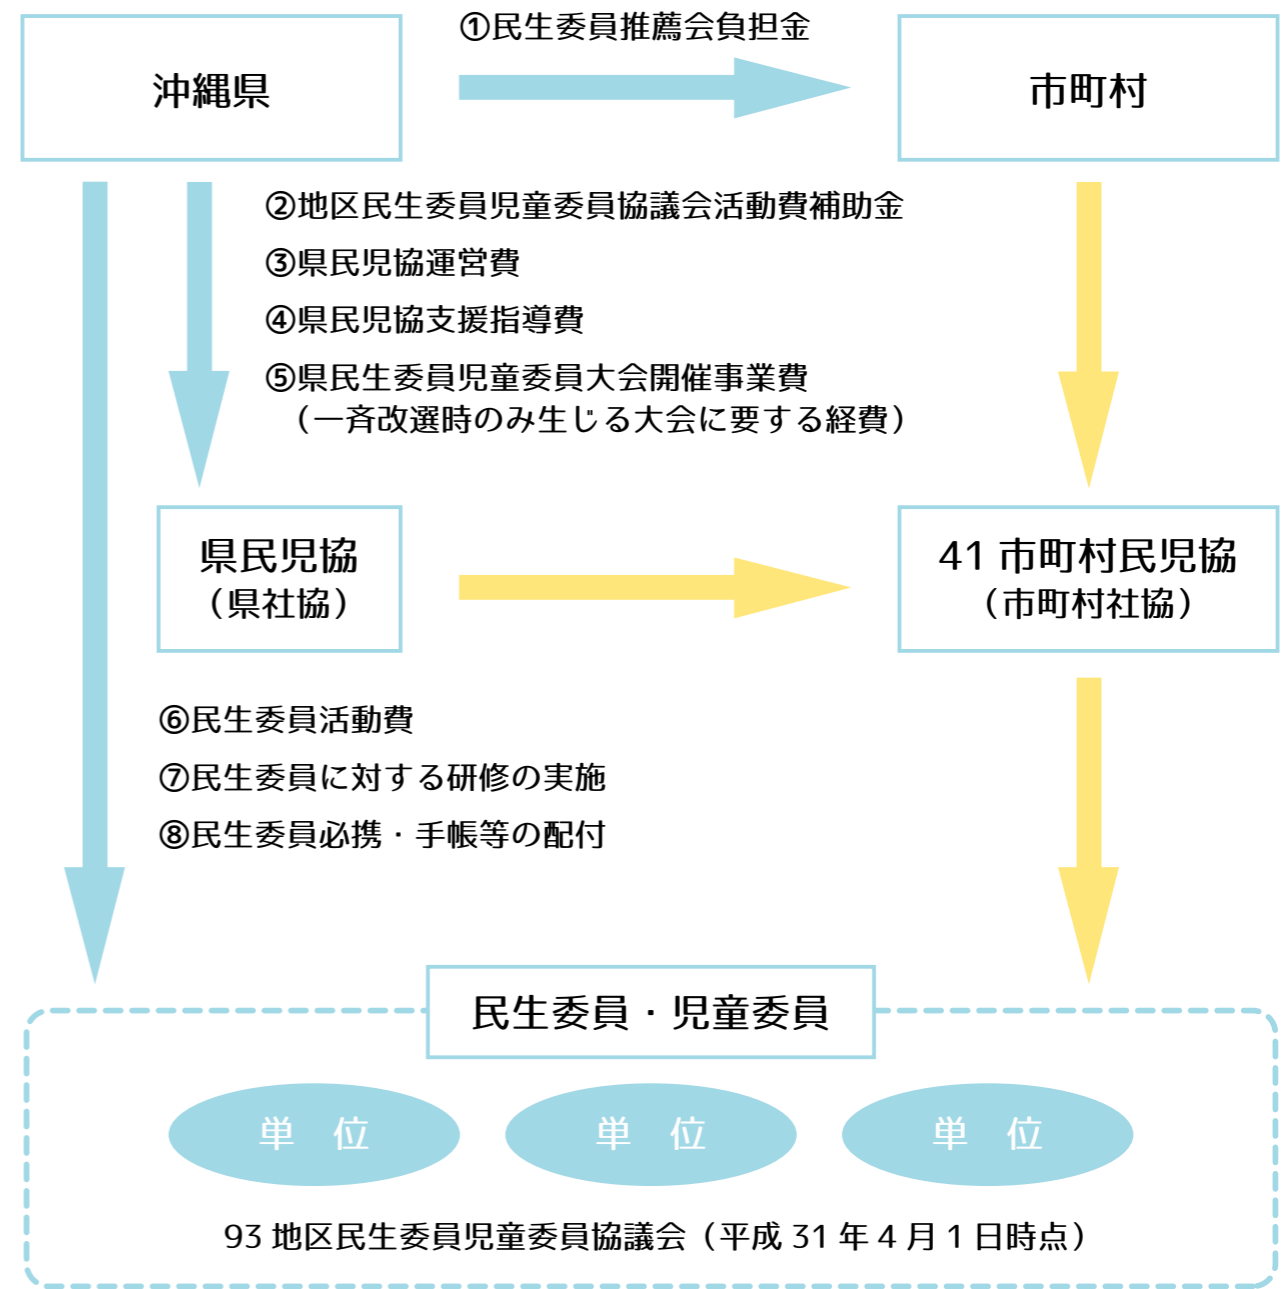 ①民生委員推薦会負担金
沖縄県
市町村
②地区民生委員児童委員協議会活動費補助金
③県民児協運営費
④県民児協支援指導費
⑤県民生委員児童委員大会開催事業費
（一斉改選時のみ生じる大会に要する経費）
県民児協
（県社協）
41 市町村民児協
（市町村社協）
⑥民生委員活動費
⑦民生委員に対する研修の実施
⑧民生委員必携・手帳等の配付
民生委員・児童委員
単 位
単 位
単 位
93 地区民生委員児童委員協議会（平成 31 年 4 月 1 日時点）